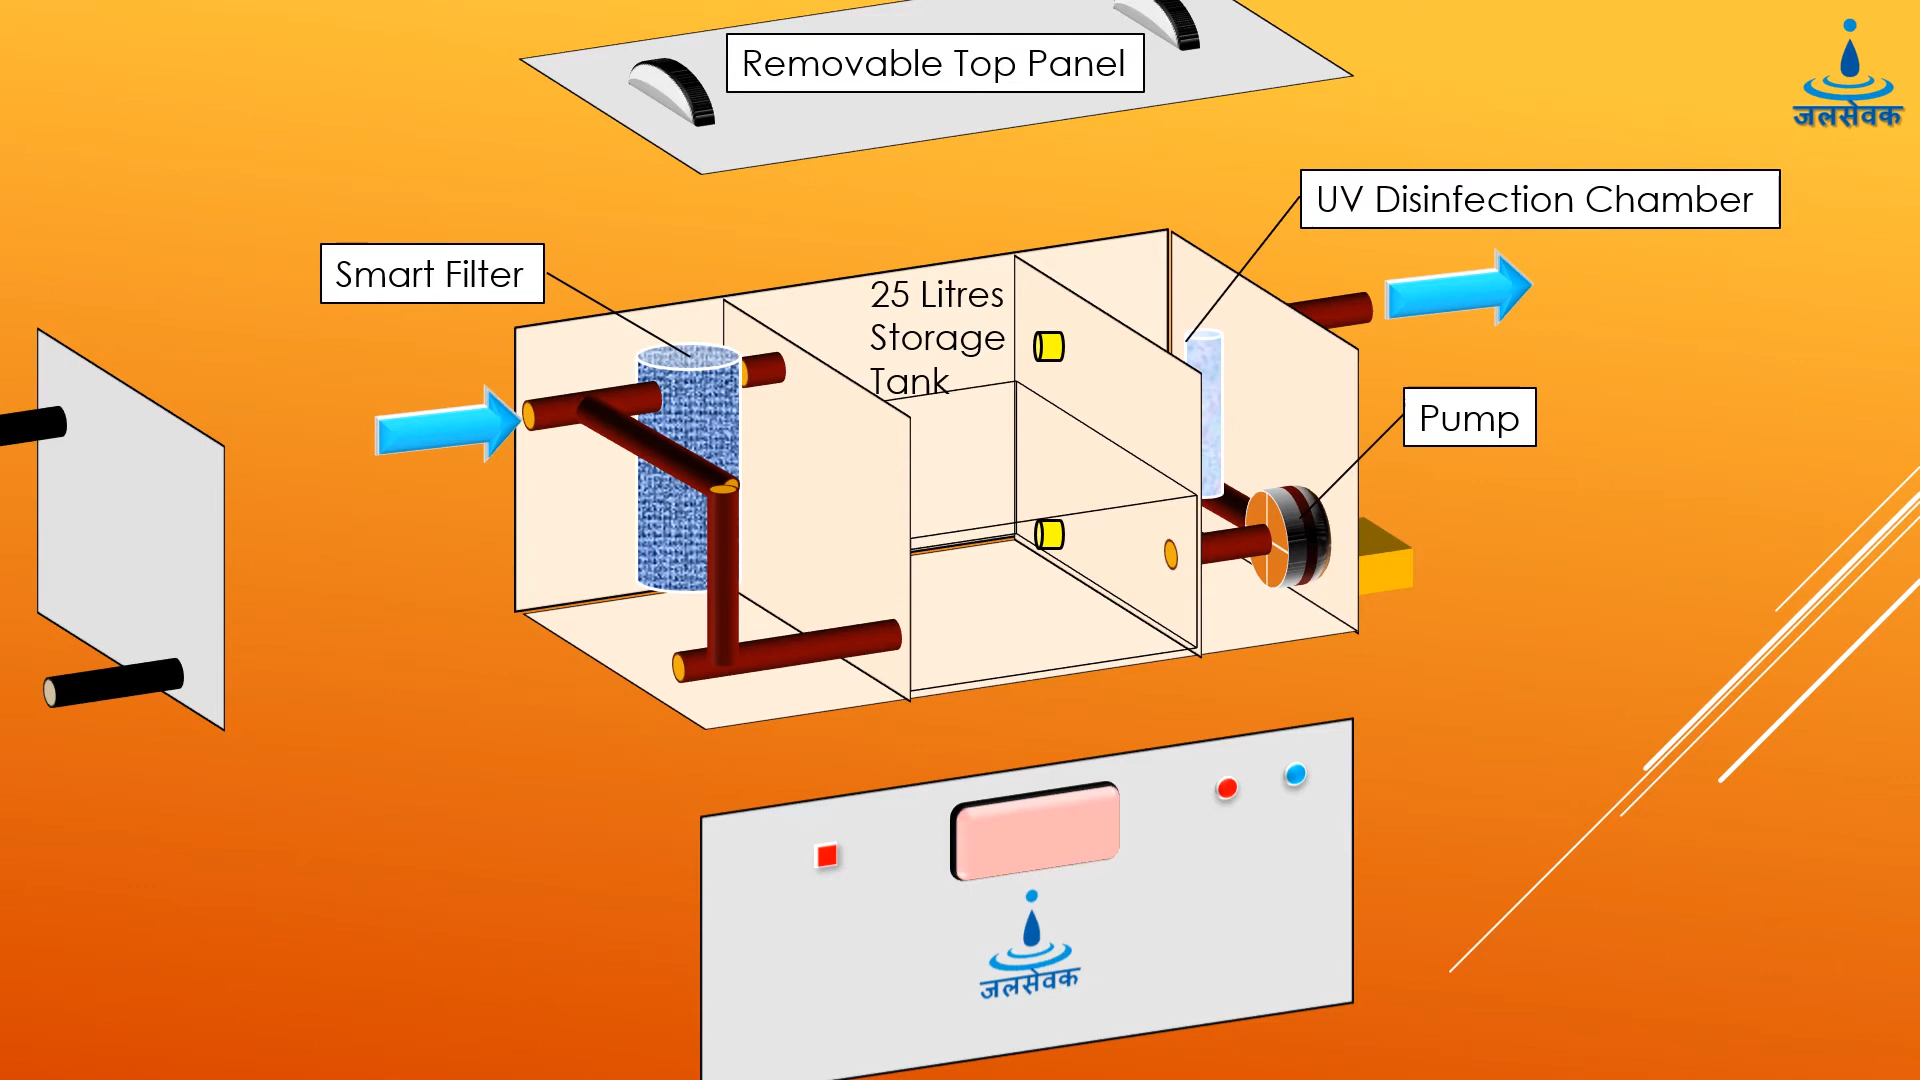 Removable Top Panel
जलसेवक
UV Disinfection Chamber
Smart Filter
25 Litres
Storage
Tank
Pump
जलसेवक